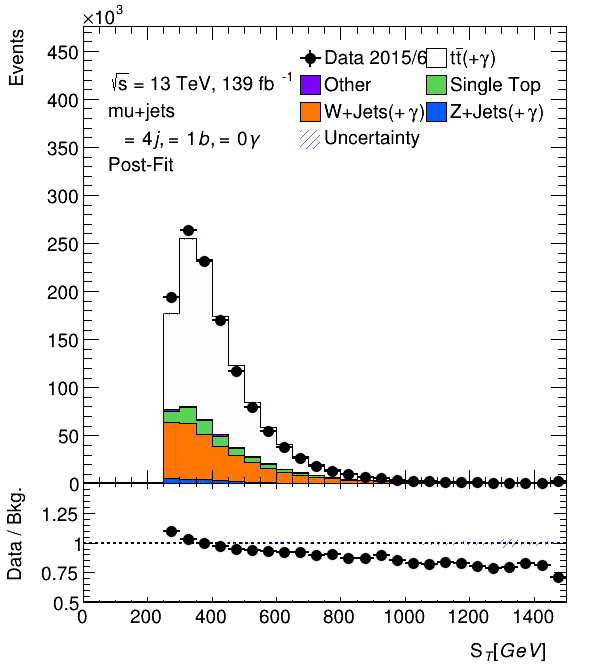 ×10³
Events
450
400
350
300
250
200
150
100
50
0
√s = 13 TeV, 139 fb⁻¹
mu+jets
= 4j, = 1b, = 0γ
Post-Fit
Data 2015/6 tt̄(+γ)
Other Single Top
W+Jets(+γ) Z+Jets(+γ)
Uncertainty
Data / Bkg.
1.25
1
0.75
0.5
0 200 400 600 800 1000 1200 1400
S_T[GeV]